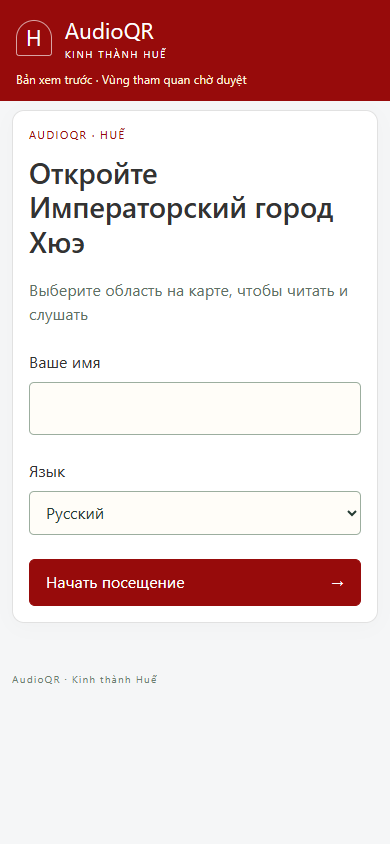 H
AudioQR
KINH THÀNH HUẾ
Bản xem trước · Vùng tham quan chờ duyệt
AUDIOQR · HUẾ
Откройте
Императорский город
Хюэ
Выберите область на карте, чтобы читать и
слушать
Ваше имя
Язык
Русский
Начать посещение →
AudioQR · Kinh thành Huế